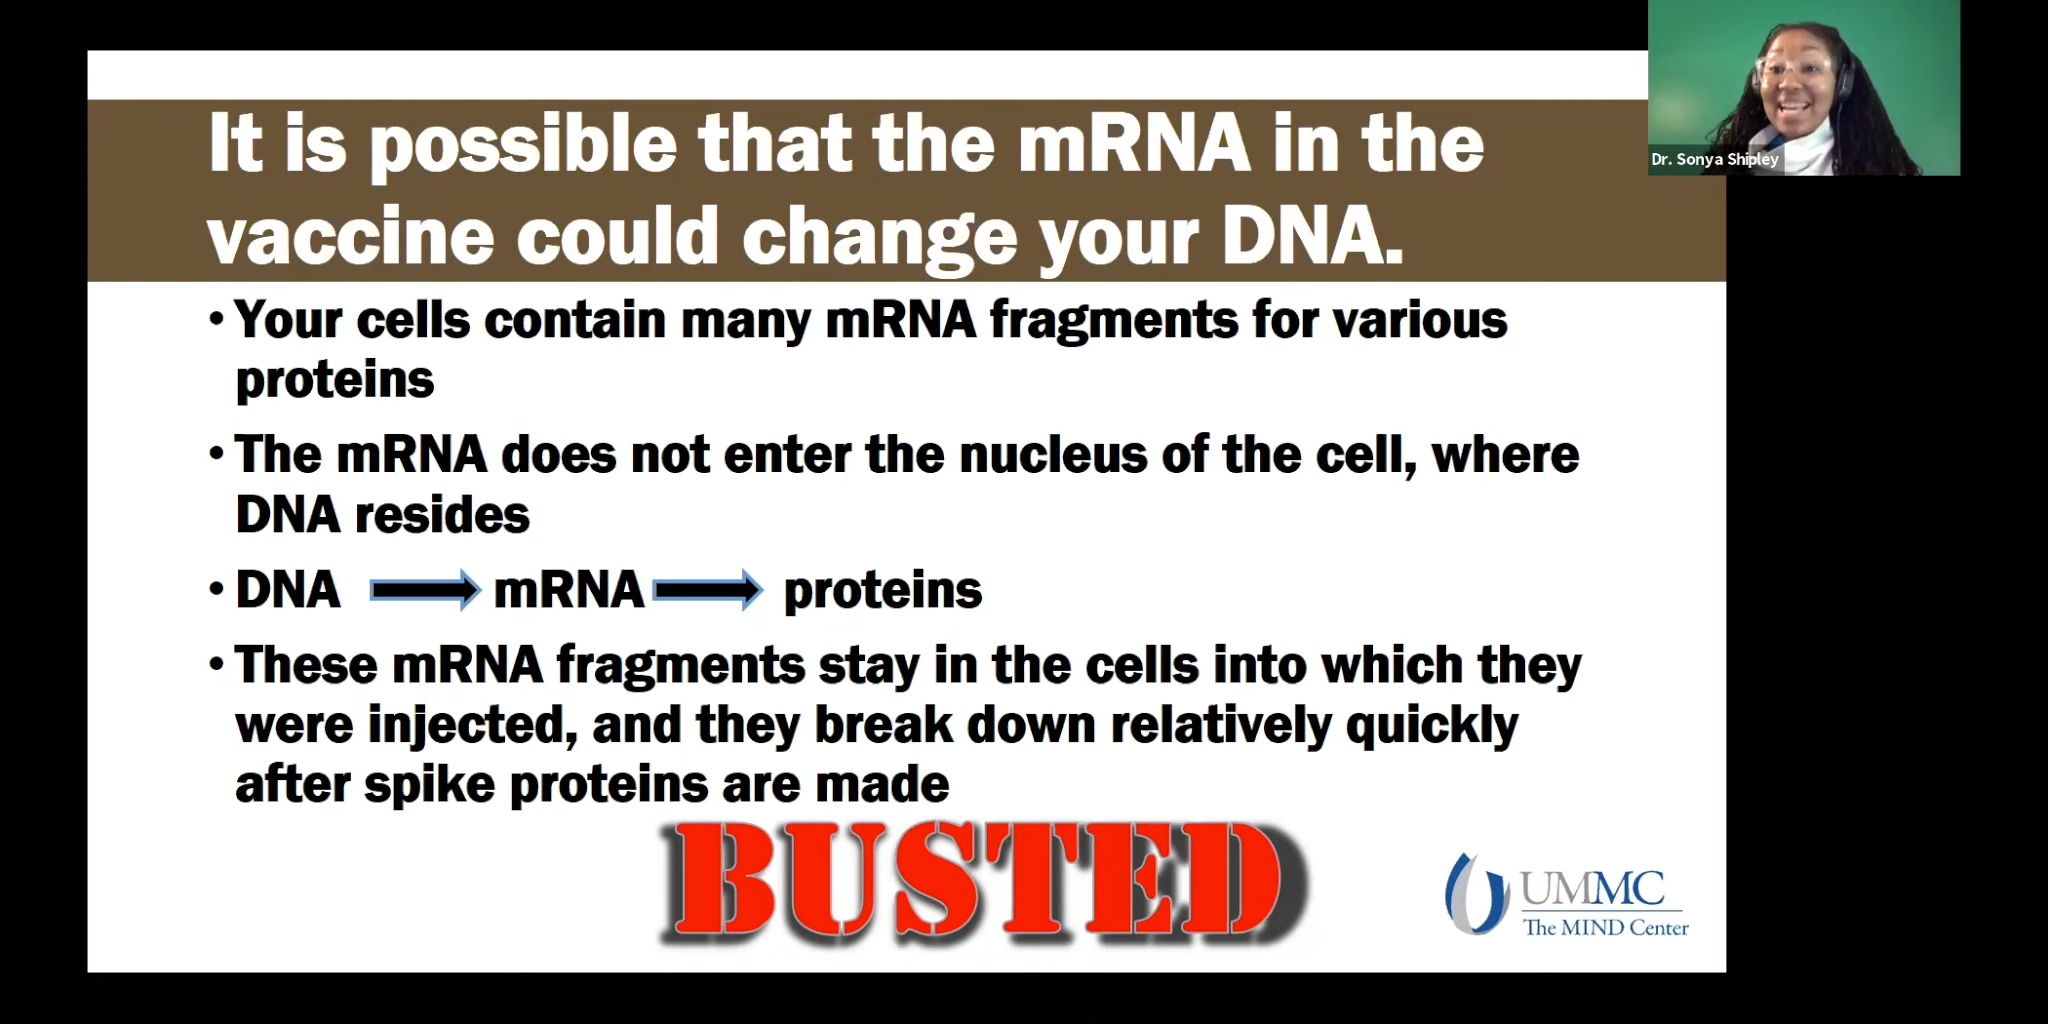 It is possible that the mRNA in the
vaccine could change your DNA.
Dr. Sonya Shipley
• Your cells contain many mRNA fragments for various
proteins
• The mRNA does not enter the nucleus of the cell, where
DNA resides
• DNA mRNA proteins
• These mRNA fragments stay in the cells into which they
were injected, and they break down relatively quickly
after spike proteins are made
BUSTED
UMMC
The MIND Center